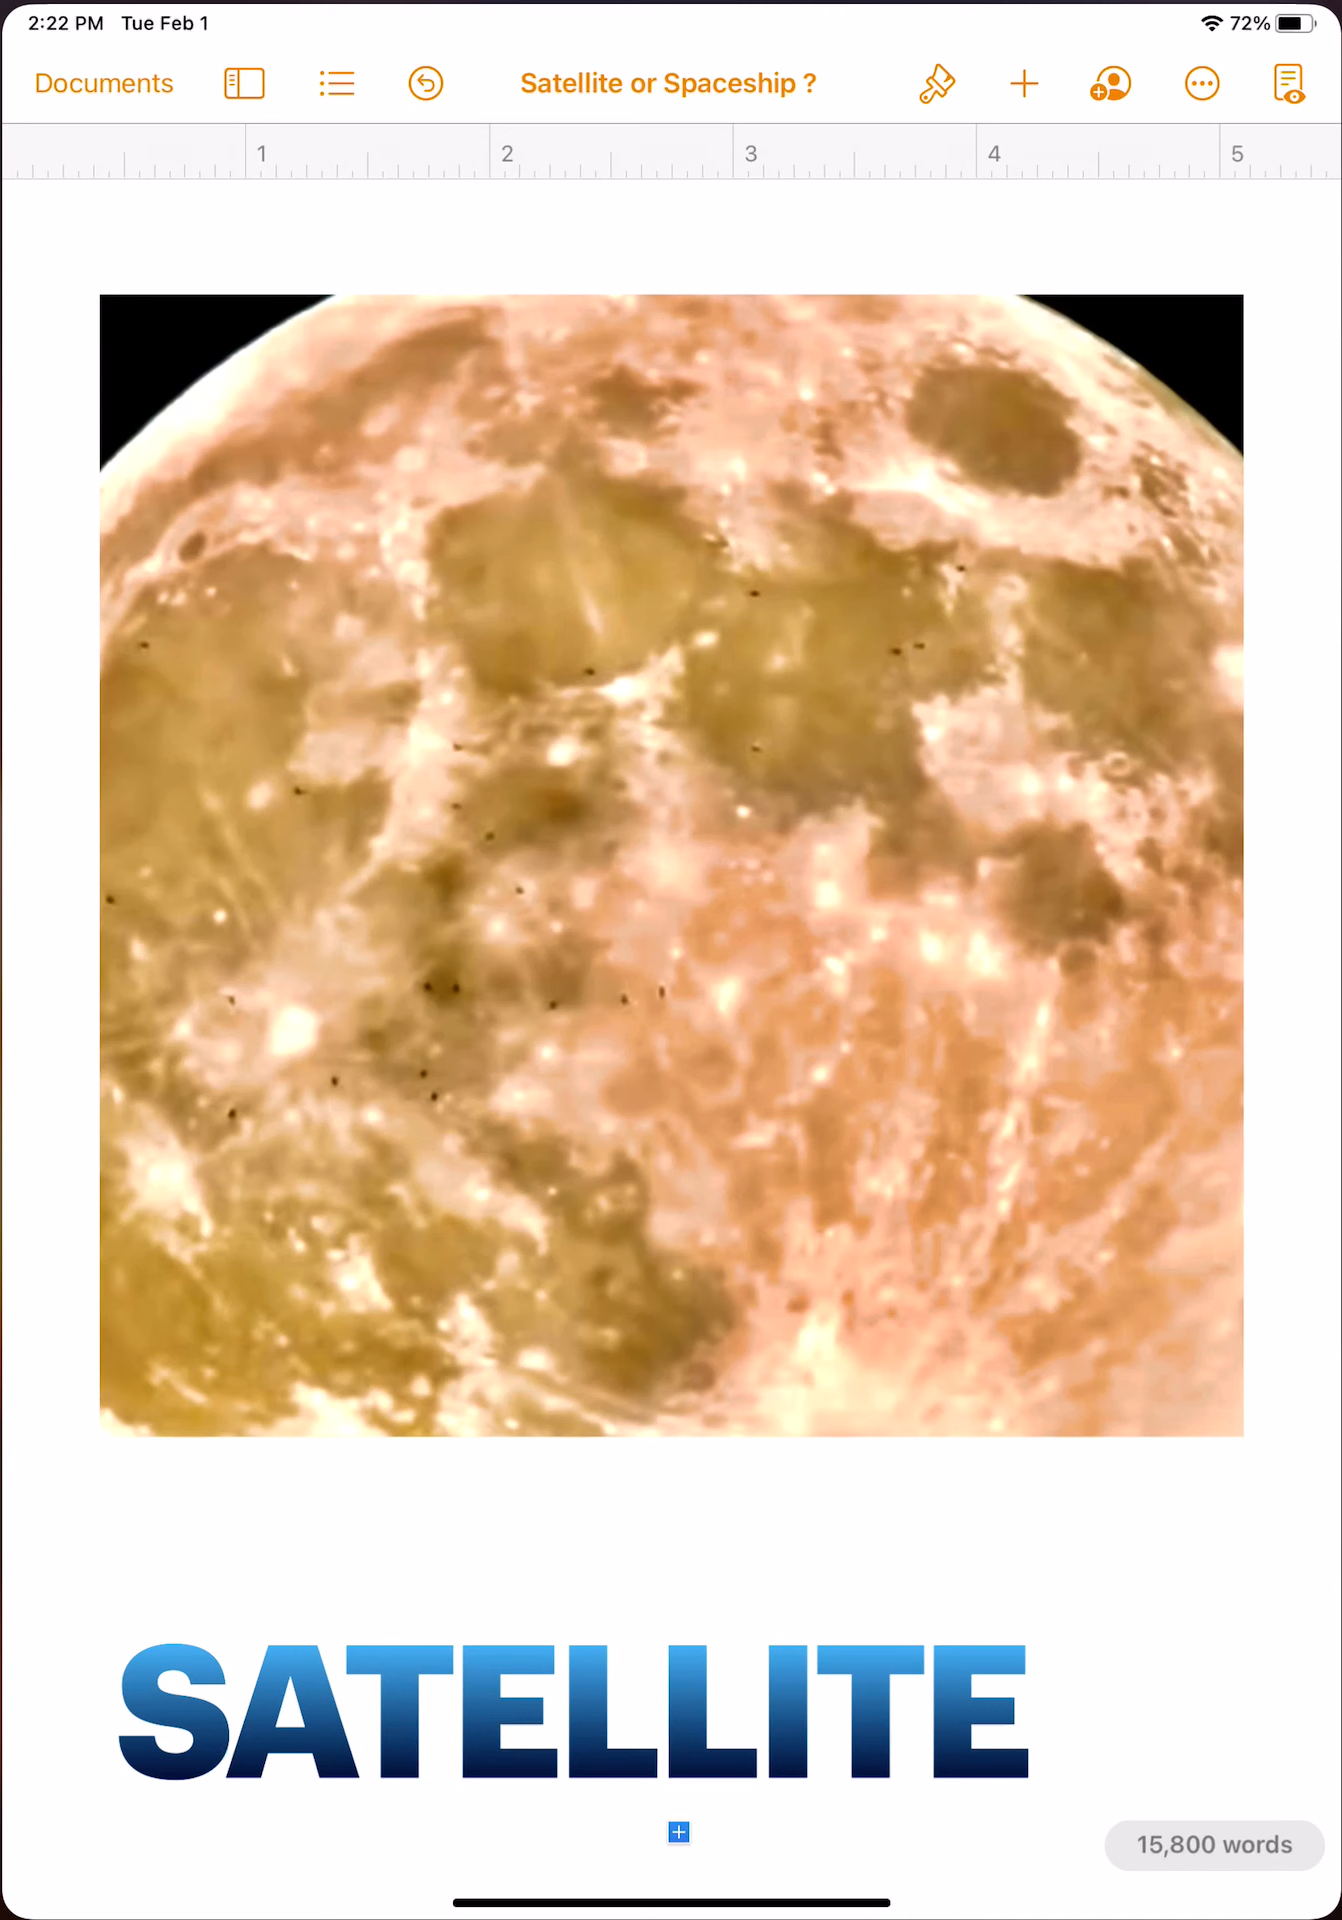 2:22 PM Tue Feb 1
72%
Documents
Satellite or Spaceship ?
1 2 3 4 5
SATELLITE
15,800 words